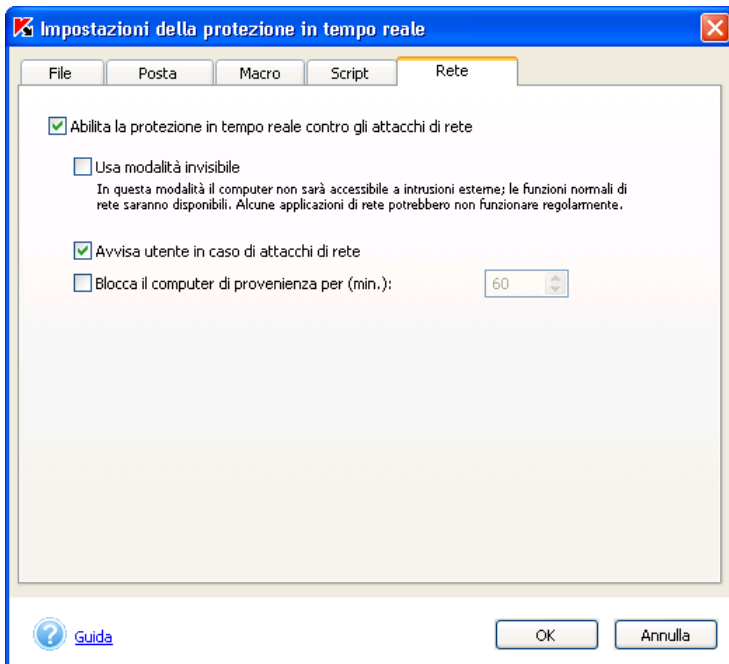 Impostazioni della protezione in tempo reale
File Posta Macro Script Rete
Abilita la protezione in tempo reale contro gli attacchi di rete
Usa modalità invisibile
In questa modalità il computer non sarà accessibile a intrusioni esterne; le funzioni normali di
rete saranno disponibili. Alcune applicazioni di rete potrebbero non funzionare regolarmente.
Avvisa utente in caso di attacchi di rete
Blocca il computer di provenienza per (min.): 60
Guida OK Annulla